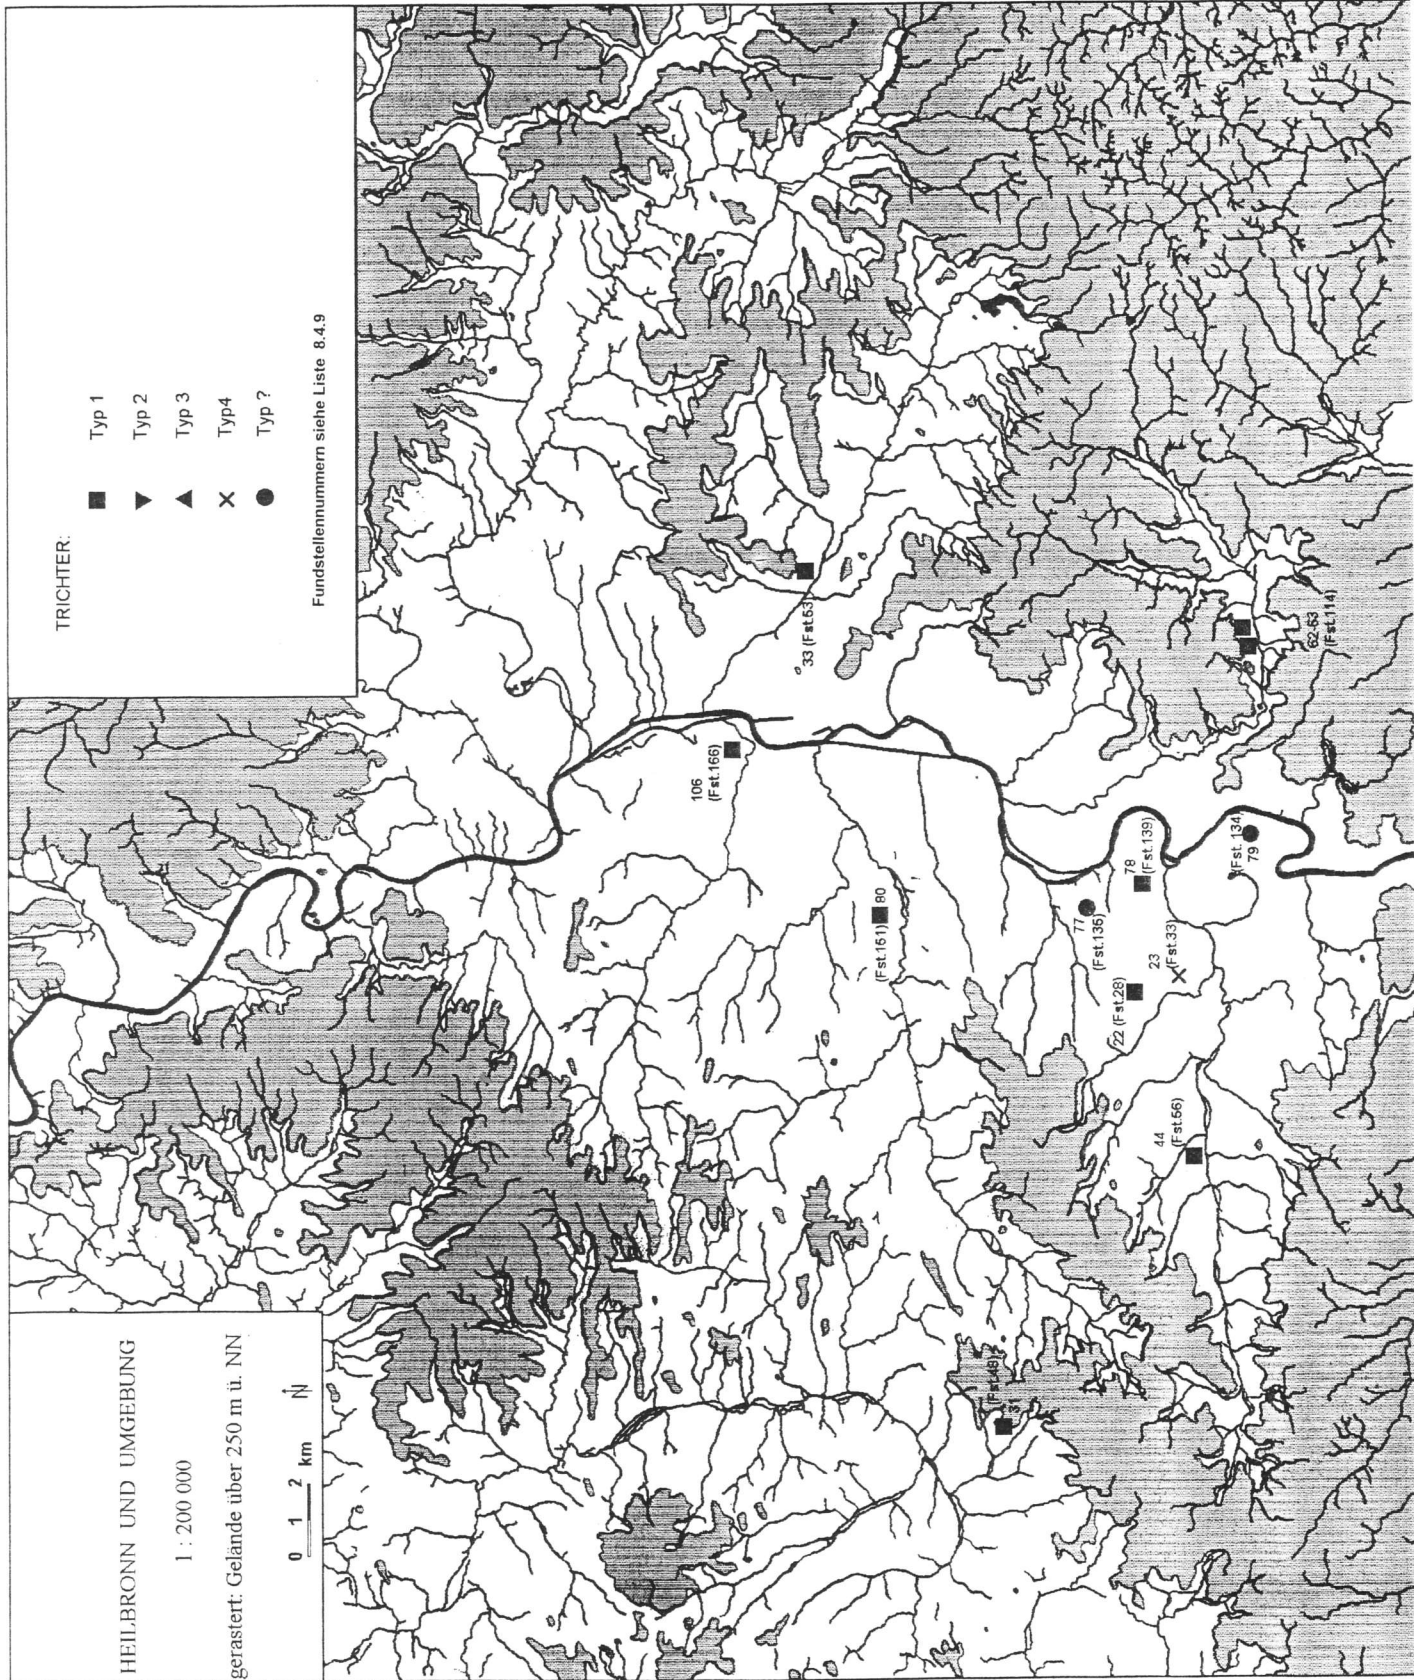 HEILBRONN UND UMGEBUNG
1 : 200 000
gerastert: Gelände über 250 m ü. NN
0 1 2 km
N
TRICHTER:
Typ 1
Typ 2
Typ 3
Typ4
Typ ?
Fundstellennummern siehe Liste 8.4.9
33 (Fst.53)
106
(Fst.166)
(Fst.151)
80
77
(Fst.135)
78
(Fst.139)
22 (Fst.28)
23
(Fst.33)
(Fst.134)
79
44
(Fst.56)
62-63
(Fst.114)
(Fst.48)